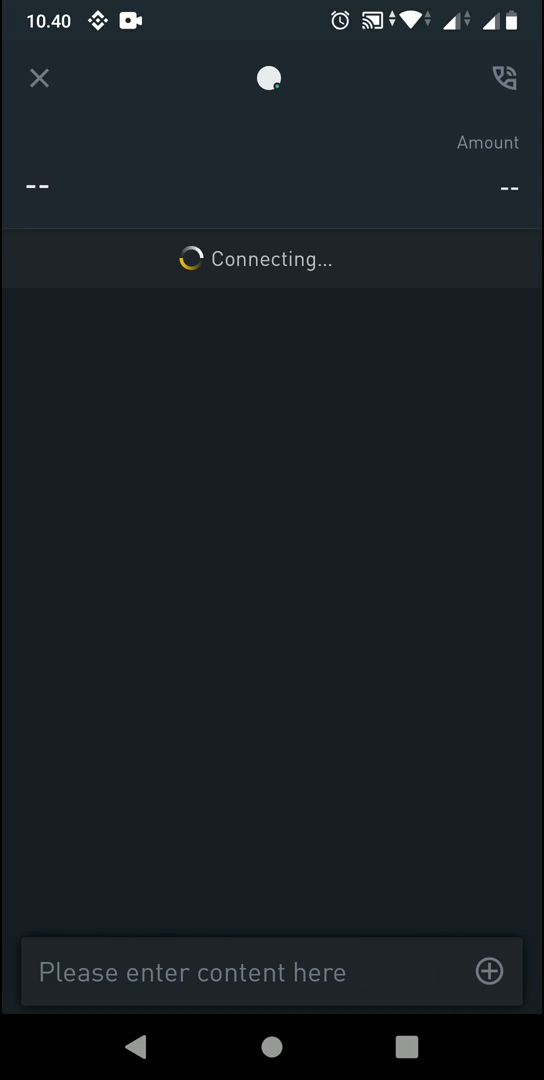 10.40
Amount
--
--
Connecting...
Please enter content here